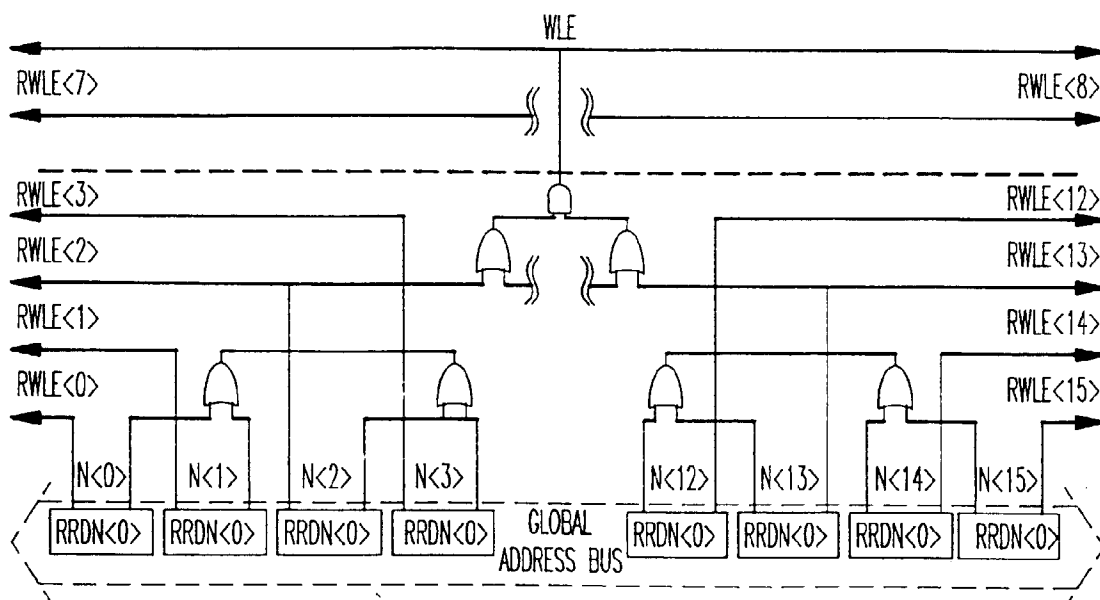 WLE
RWLE<7> RWLE<8>
RWLE<3> RWLE<12>
RWLE<2> RWLE<13>
RWLE<1> RWLE<14>
RWLE<0> RWLE<15>
N<0> N<1> N<2> N<3> N<12> N<13> N<14> N<15>
RRDN<0> RRDN<0> RRDN<0> RRDN<0> GLOBAL ADDRESS BUS RRDN<0> RRDN<0> RRDN<0> RRDN<0>